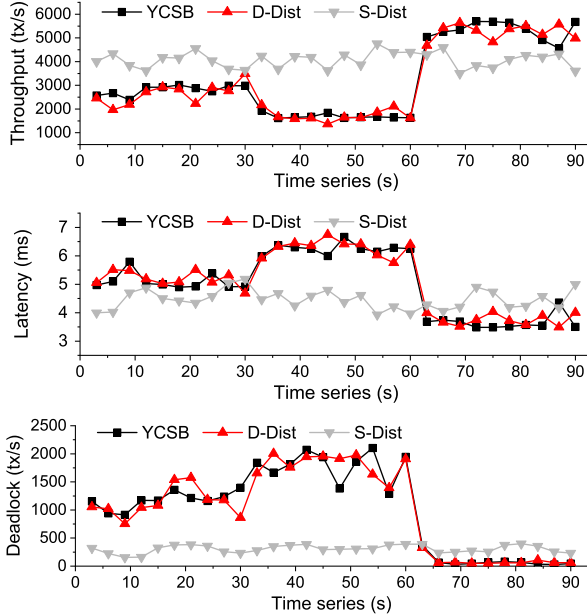 YCSB D-Dist S-Dist
Throughput (tx/s)
6000
5000
4000
3000
2000
1000
0 10 20 30 40 50 60 70 80 90
Time series (s)
YCSB D-Dist S-Dist
Latency (ms)
7
6
5
4
3
0 10 20 30 40 50 60 70 80 90
Time series (s)
YCSB D-Dist S-Dist
Deadlock (tx/s)
2500
2000
1500
1000
500
0
0 10 20 30 40 50 60 70 80 90
Time series (s)